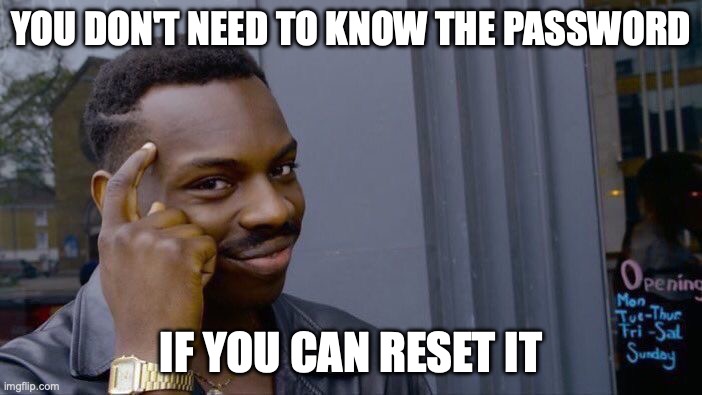 YOU DON'T NEED TO KNOW THE PASSWORD
Opening
Mon
Tue-Thur
Fri-Sat
Sunday
IF YOU CAN RESET IT
imgflip.com